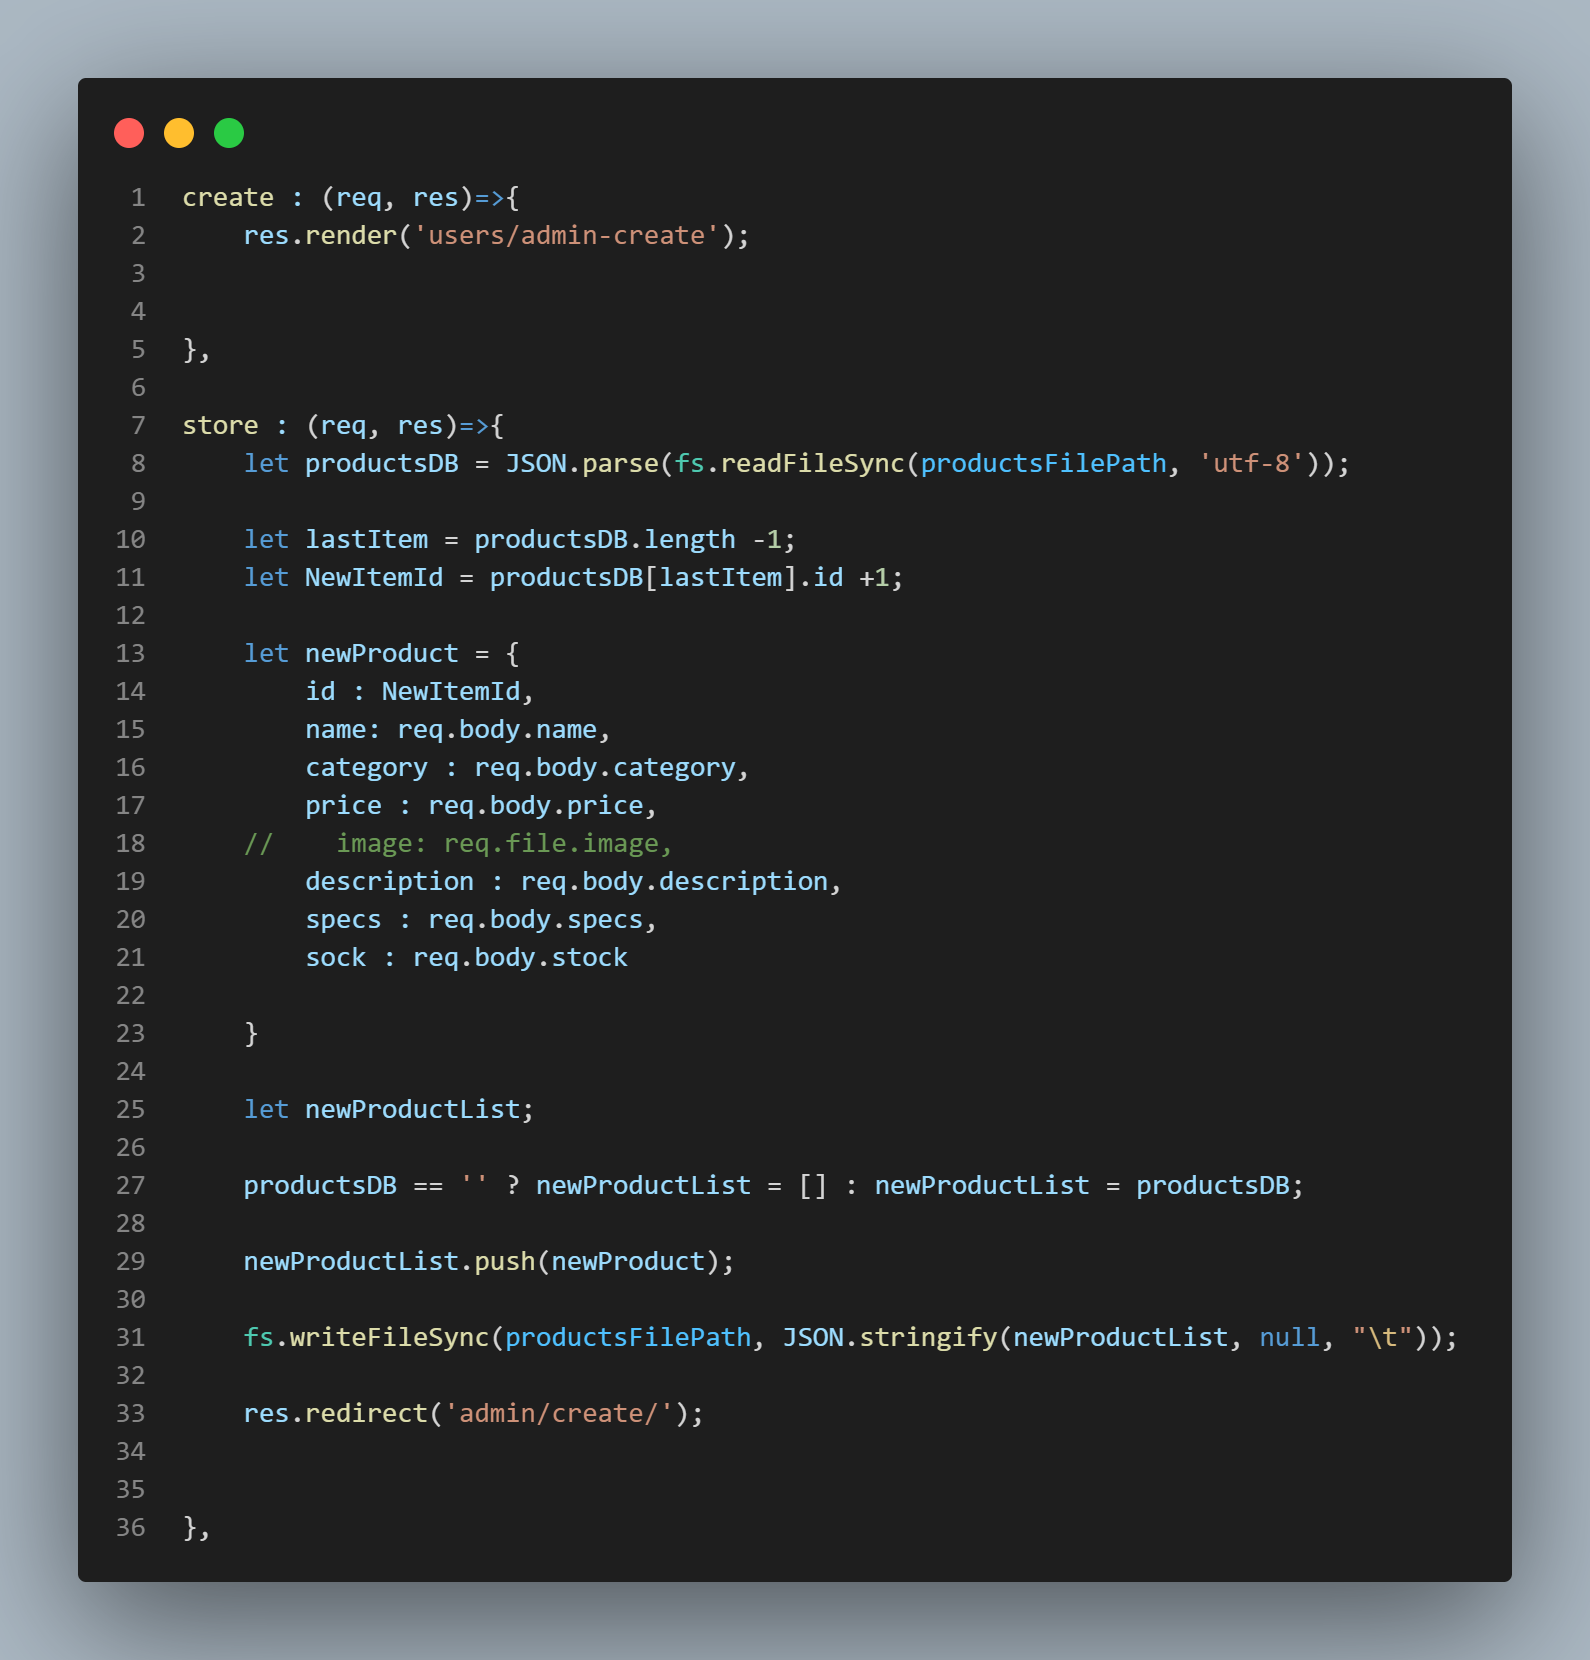 1 create : (req, res)=>{
2     res.render('users/admin-create');
3
4
5 },
6
7 store : (req, res)=>{
8     let productsDB = JSON.parse(fs.readFileSync(productsFilePath, 'utf-8'));
9
10     let lastItem = productsDB.length -1;
11     let NewItemId = productsDB[lastItem].id +1;
12
13     let newProduct = {
14         id : NewItemId,
15         name: req.body.name,
16         category : req.body.category,
17         price : req.body.price,
18     //    image: req.file.image,
19         description : req.body.description,
20         specs : req.body.specs,
21         sock : req.body.stock
22
23     }
24
25     let newProductList;
26
27     productsDB == '' ? newProductList = [] : newProductList = productsDB;
28
29     newProductList.push(newProduct);
30
31     fs.writeFileSync(productsFilePath, JSON.stringify(newProductList, null, "\t"));
32
33     res.redirect('admin/create/');
34
35
36 },